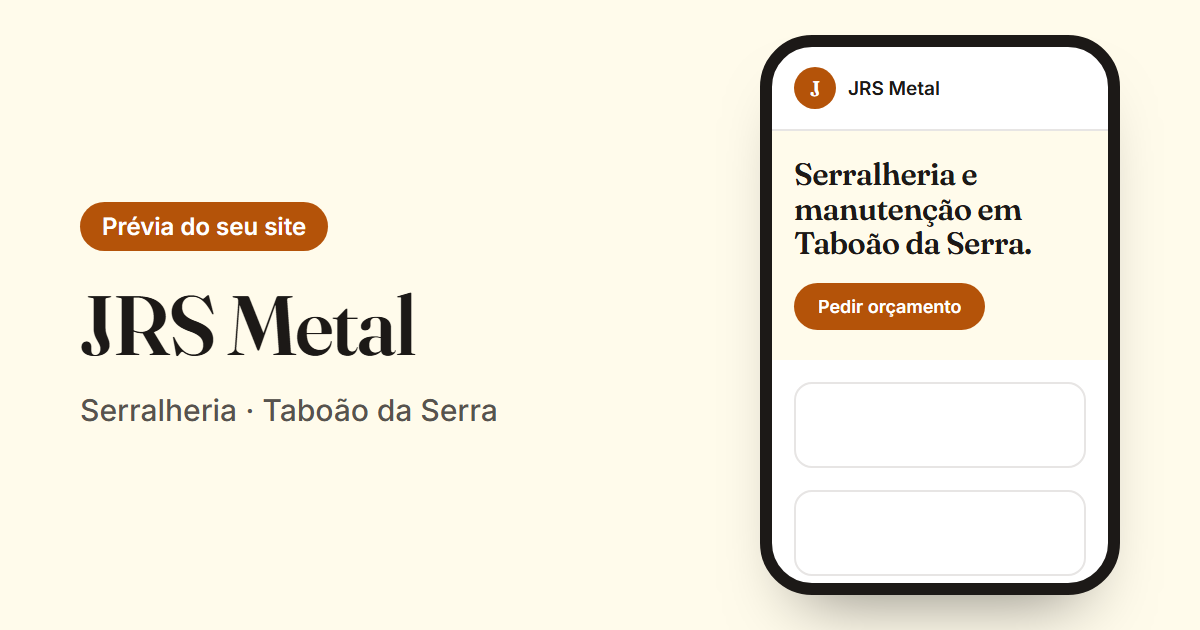 Prévia do seu site
JRS Metal
Serralheria · Taboão da Serra
J
JRS Metal
Serralheria e
manutenção em
Taboão da Serra.
Pedir orçamento